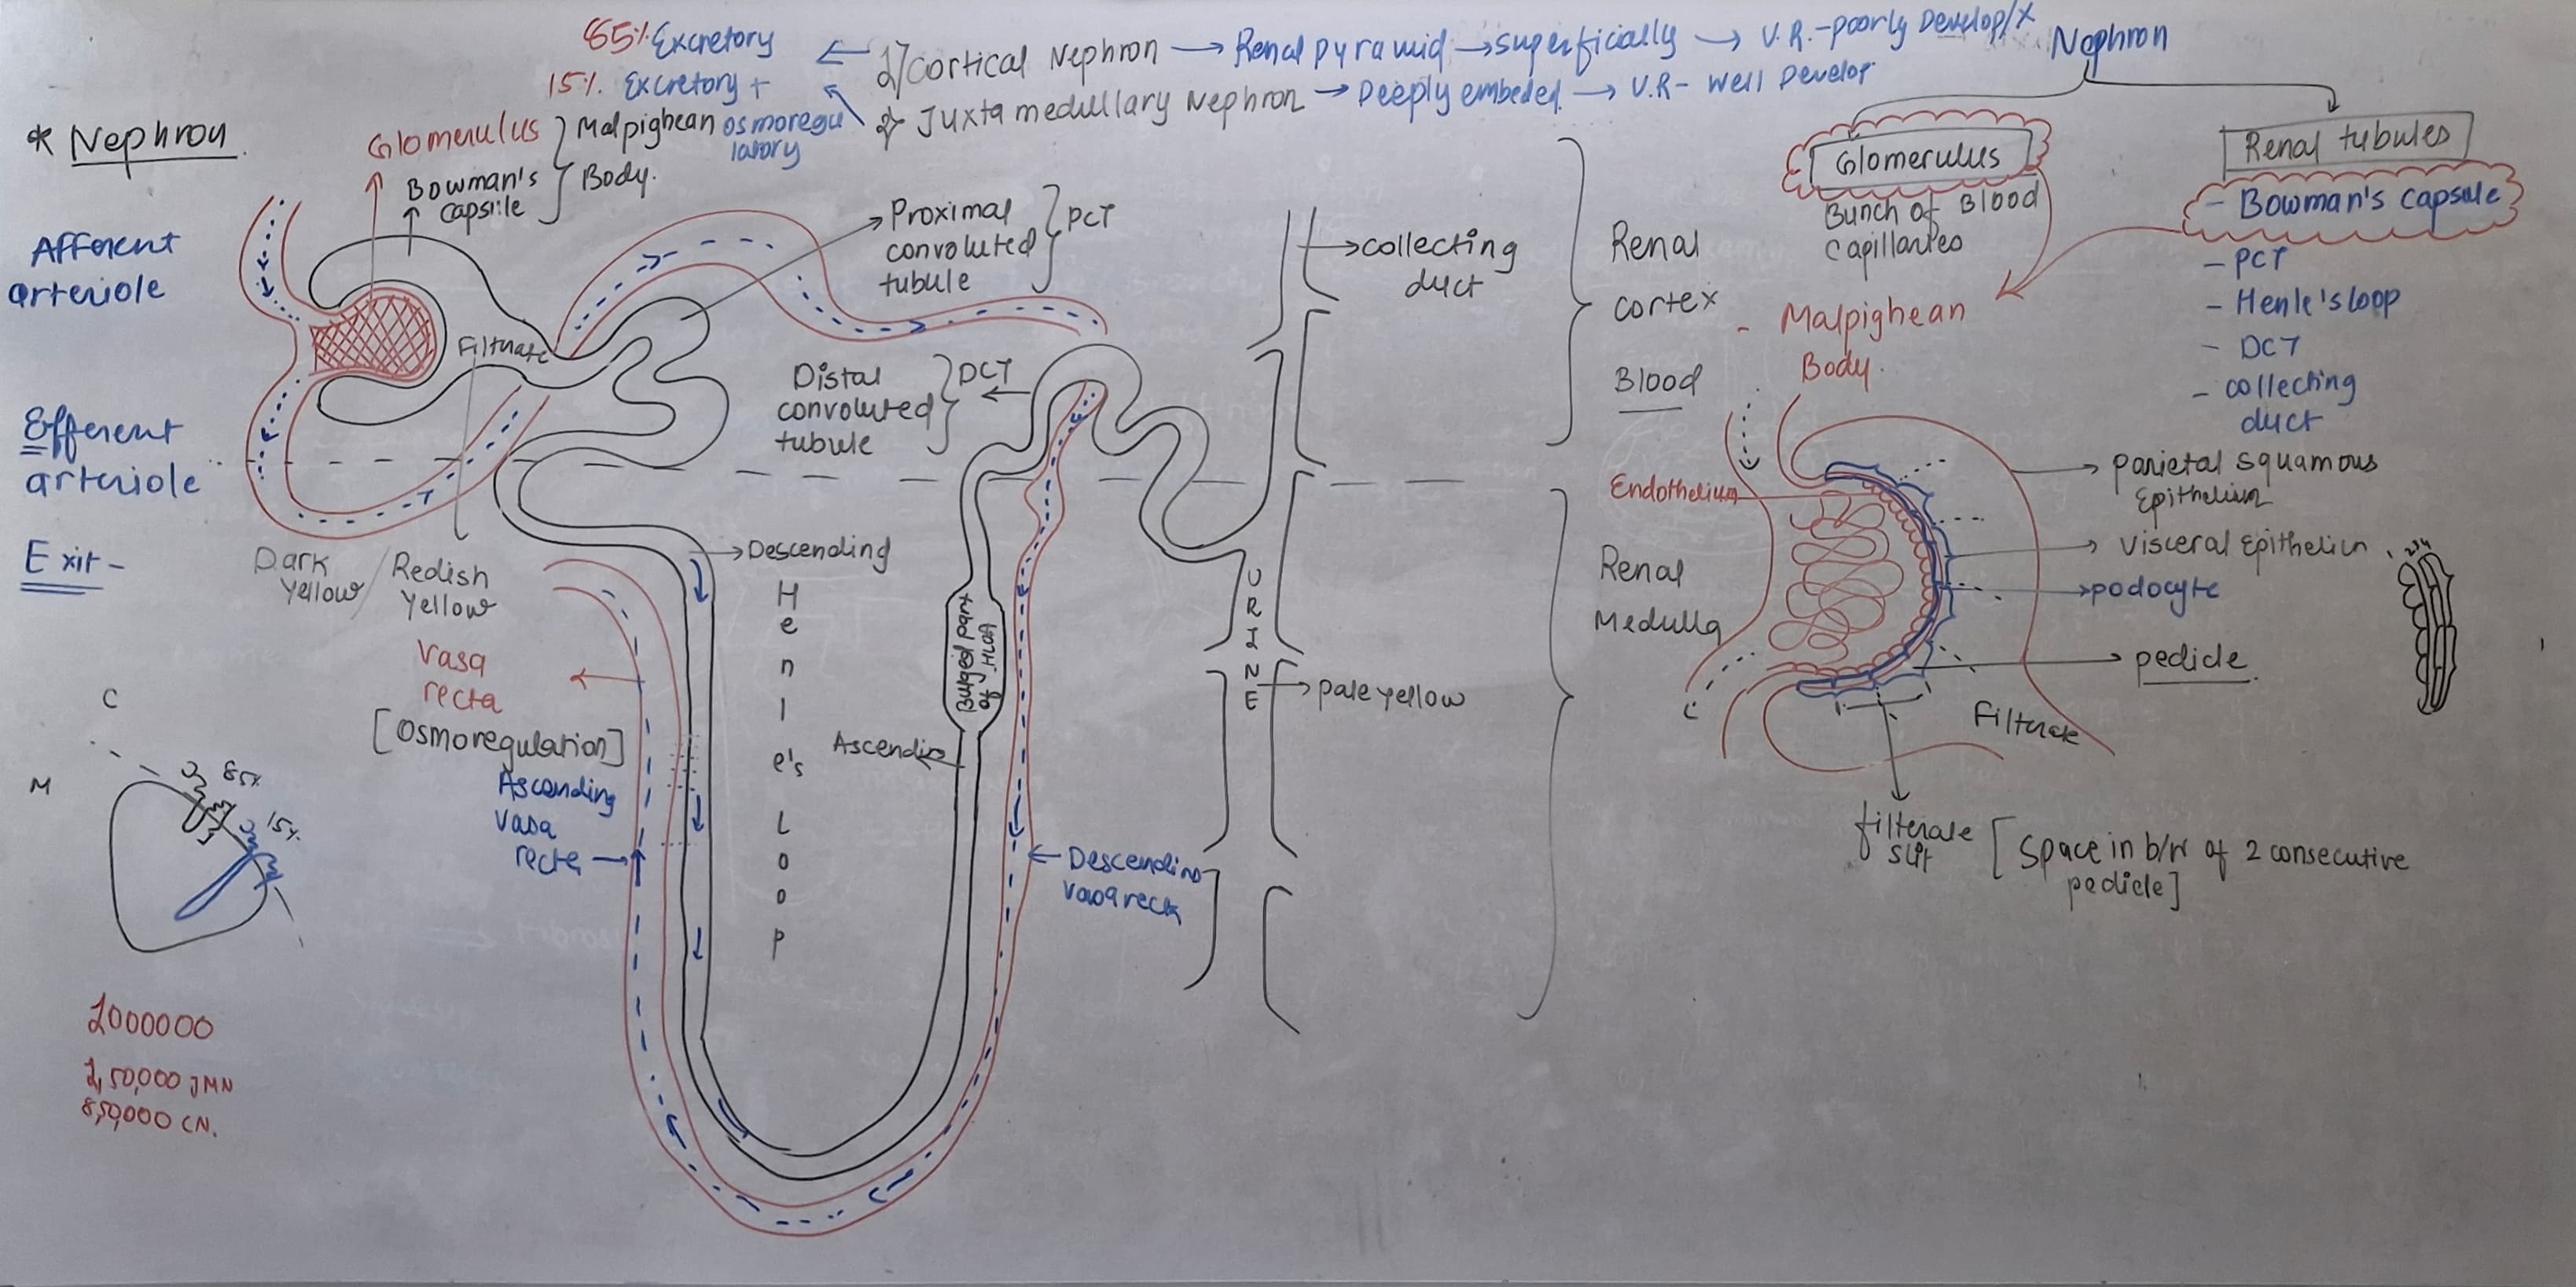 85% Excretory ← 1) Cortical Nephron → Renal pyramid → superficially → V.R.-poorly Develop/X
15% Excretory + osmoregu
latory
2) Juxta medullary Nephron → Deeply embeded → V.R- Well Develop
* Nephron
Glomerulus
Bowman's
Capsule
Malpighean
Body.
Afferent
arteriole
Efferent
arteriole
Exit-
Filtrate
Dark
Yellow/
Redish
Yellow
Proximal
convoluted
tubule
PCT
Distal
convoluted
tubule
DCT
→collecting
duct
Renal
cortex
Blood
Renal
Medulla
→Descending
Henle's
Loop
Bulged part
of
Ascending
Vasa
recta
[Osmoregulation]
Ascending
vasa
recta →
← Descending
Vasa recta
URINE
→pale yellow
C
M
85%
15%
1000000
1,50,000 JMN
8,50,000 CN.
Nephron
Glomerulus
Bunch of Blood
Capillaries
- Malpighean
Body.
Renal tubules
- Bowman's capsule
- PCT
- Henle's loop
- DCT
- collecting
duct
Endothelium
→ parietal squamous
Epithelium
→ visceral Epithelium
→podocyte
→ pedicle
Filterate
filterate
slit
[Space in b/w of 2 consecutive
pedicle]